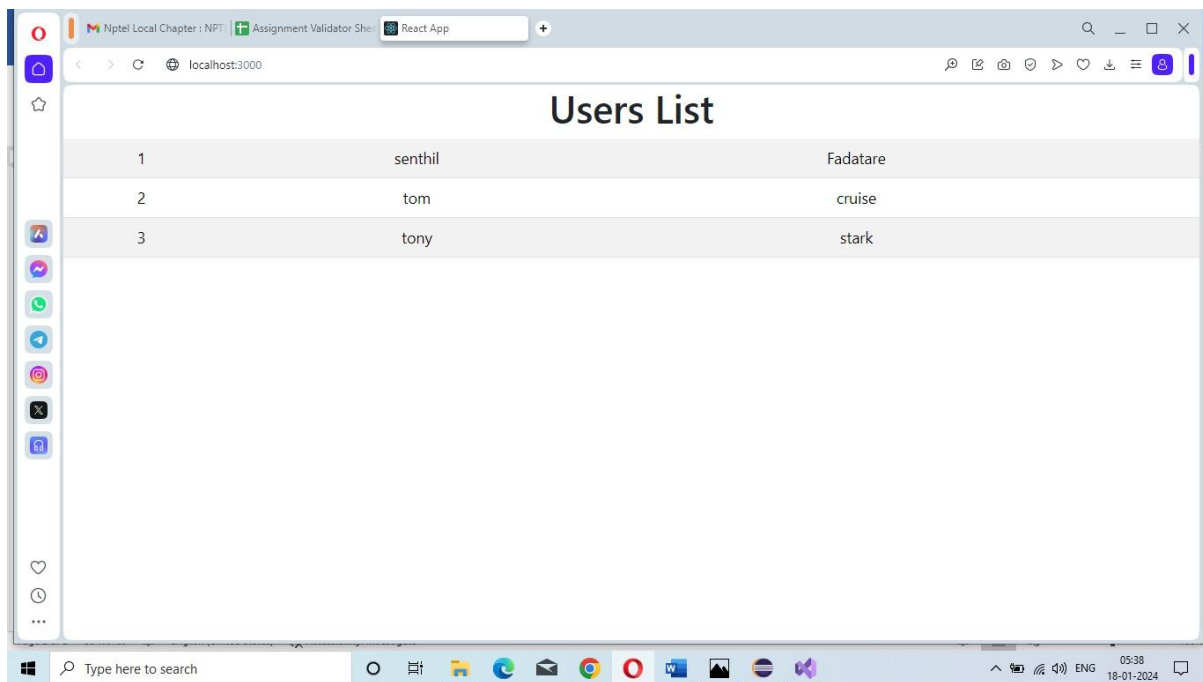 Nptel Local Chapter : NPT
Assignment Validator She
React App
localhost:3000
Users List
1 senthil Fadatare
2 tom cruise
3 tony stark
Type here to search
ENG
05:38
18-01-2024